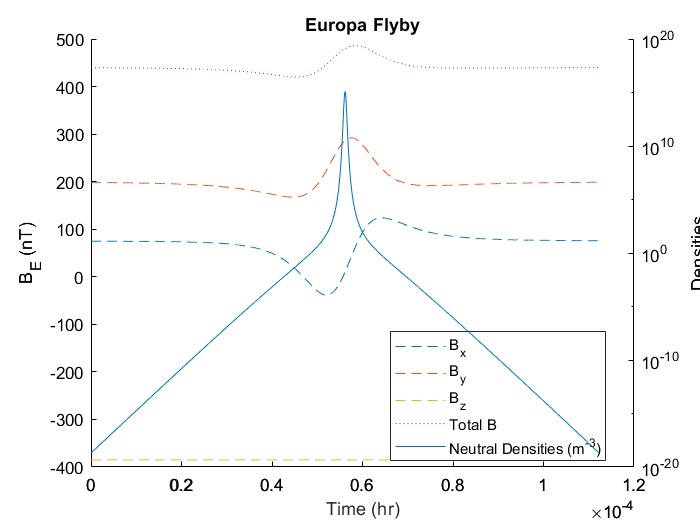 Europa Flyby
500
400
300
200
100
0
-100
-200
-300
-400
B_E (nT)
10^20
10^10
10^0
10^-10
10^-20
Densities
B_x
B_y
B_z
Total B
Neutral Densities (m^-3)
0 0.2 0.4 0.6 0.8 1 1.2
Time (hr) ×10^-4